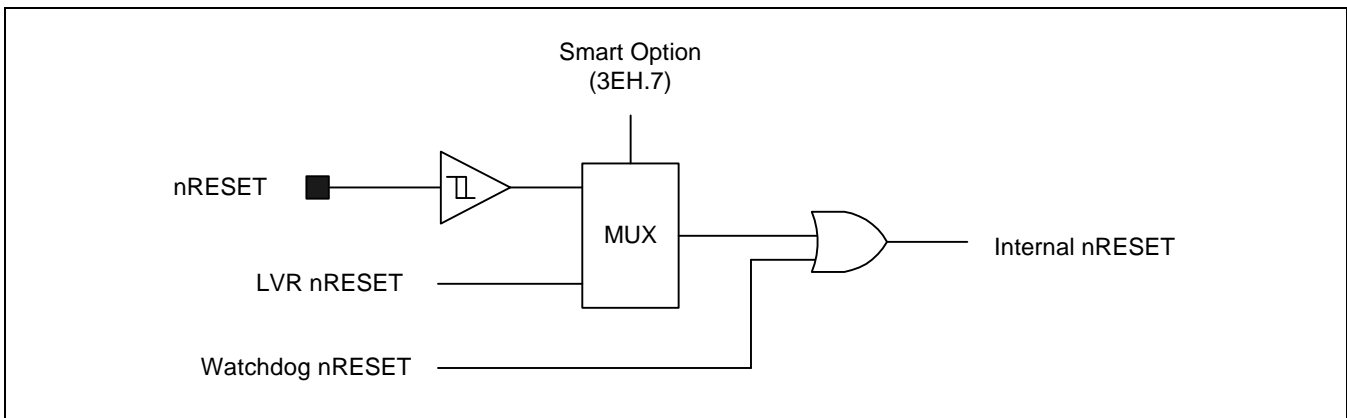 Smart Option
(3EH.7)
nRESET
MUX
Internal nRESET
LVR nRESET
Watchdog nRESET